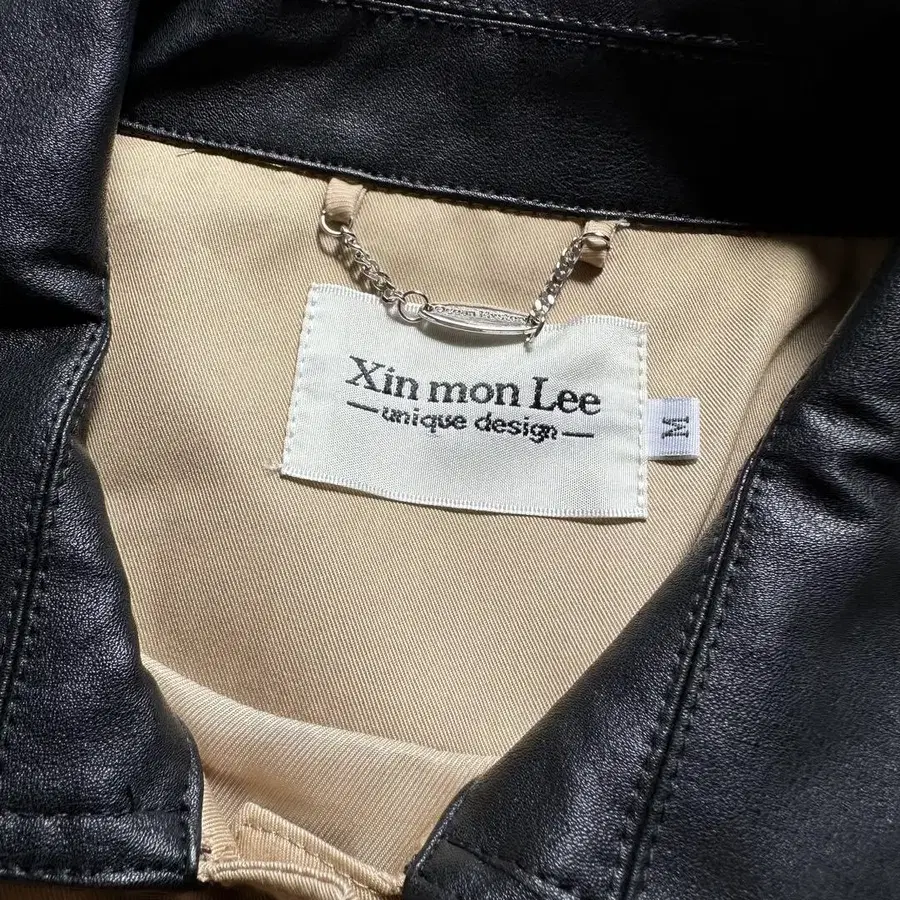 Xin mon Lee
—unique design—
M